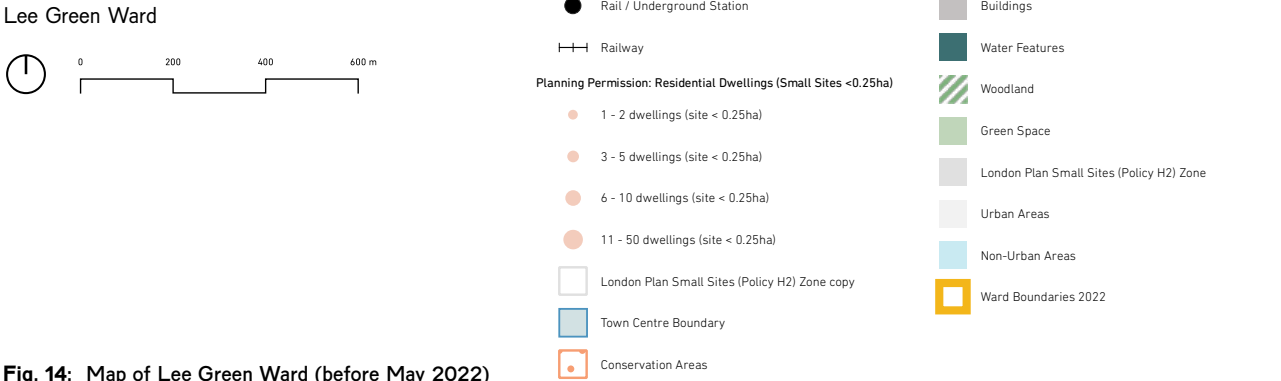 Lee Green Ward
0 200 400 600 m
Fig. 14: Map of Lee Green Ward (before May 2022)
Rail / Underground Station
Railway
Planning Permission: Residential Dwellings (Small Sites <0.25ha)
1 - 2 dwellings (site < 0.25ha)
3 - 5 dwellings (site < 0.25ha)
6 - 10 dwellings (site < 0.25ha)
11 - 50 dwellings (site < 0.25ha)
London Plan Small Sites (Policy H2) Zone copy
Town Centre Boundary
Conservation Areas
Buildings
Water Features
Woodland
Green Space
London Plan Small Sites (Policy H2) Zone
Urban Areas
Non-Urban Areas
Ward Boundaries 2022